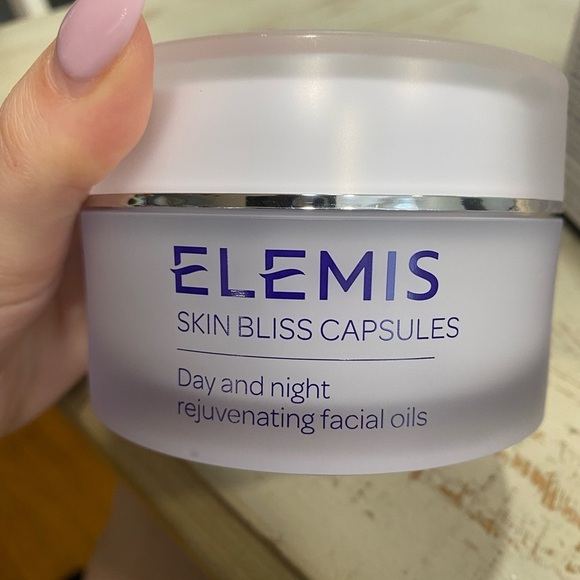 ELEMIS
SKIN BLISS CAPSULES
Day and night
rejuvenating facial oils